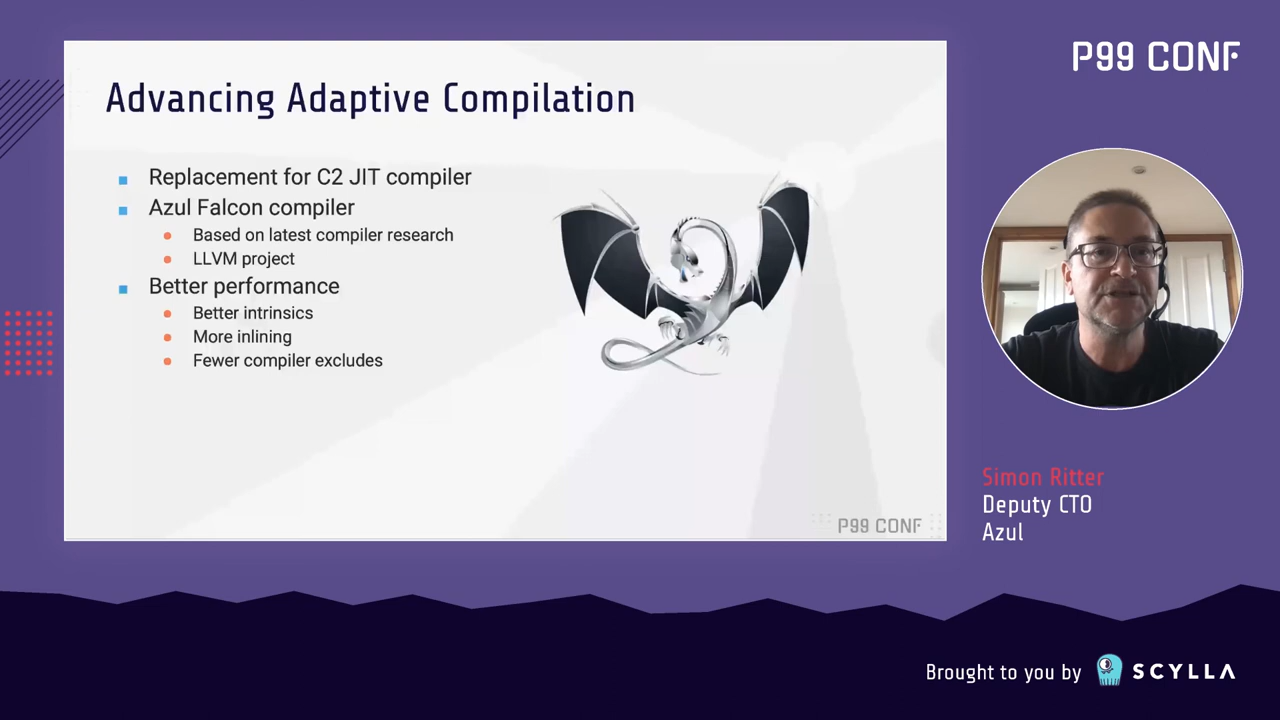 P99 CONF
Advancing Adaptive Compilation
Replacement for C2 JIT compiler
Azul Falcon compiler
Based on latest compiler research
LLVM project
Better performance
Better intrinsics
More inlining
Fewer compiler excludes
P99 CONF
Simon Ritter
Deputy CTO
Azul
Brought to you by SCYLLA